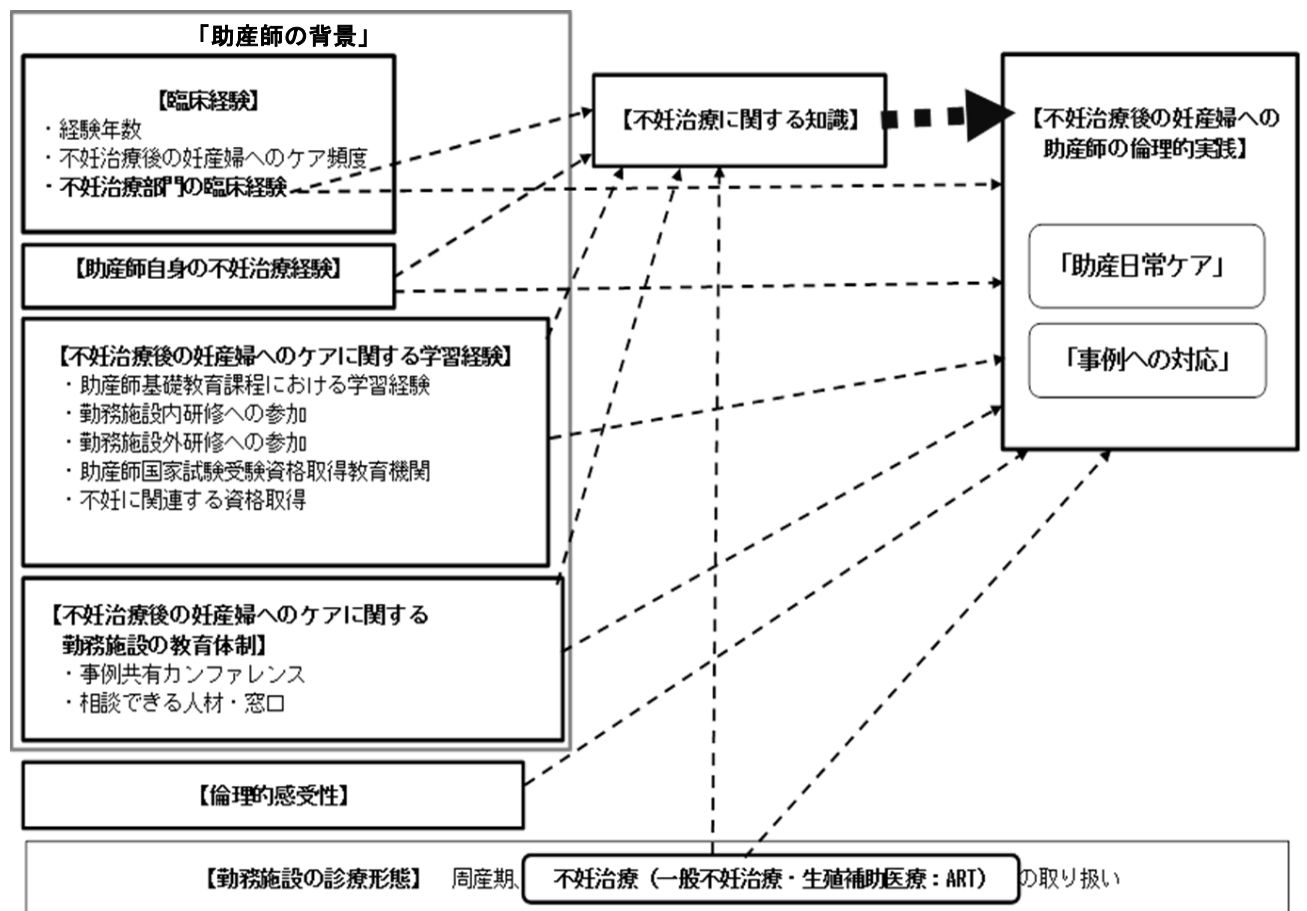 「助産師の背景」
【臨床経験】
・経験年数
・不妊治療後の妊産婦へのケア頻度
・不妊治療部門の臨床経験
【助産師自身の不妊治療経験】
【不妊治療後の妊産婦へのケアに関する学習経験】
・助産師基礎教育課程における学習経験
・勤務施設内研修への参加
・勤務施設外研修への参加
・助産師国家試験受験資格取得教育機関
・不妊に関連する資格取得
【不妊治療後の妊産婦へのケアに関する
勤務施設の教育体制】
・事例共有カンファレンス
・相談できる人材・窓口
【倫理的感受性】
【不妊治療に関する知識】
【不妊治療後の妊産婦への
助産師の倫理的実践】
「助産日常ケア」
「事例への対応」
【勤務施設の診療形態】 周産期、不妊治療（一般不妊治療・生殖補助医療：ART）の取り扱い